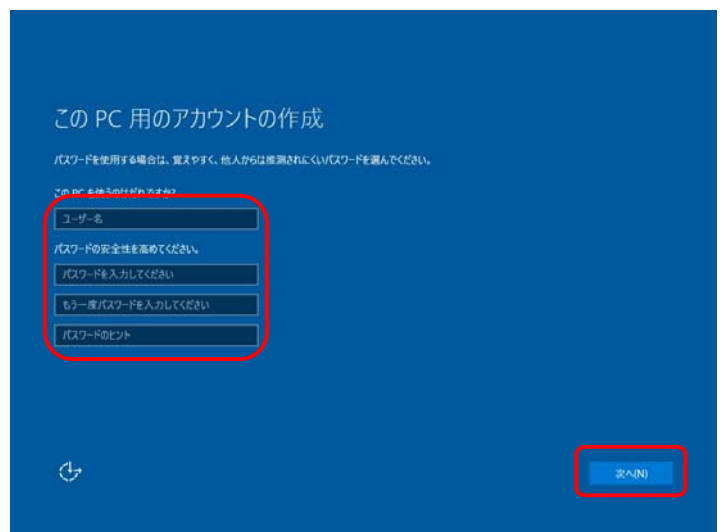 この PC 用のアカウントの作成
パスワードを使用する場合は、覚えやすく、他人からは推測されにくいパスワードを選んでください。
この PC を使うのはだれですか?
ユーザー名
パスワードの安全性を高めてください。
パスワードを入力してください
もう一度パスワードを入力してください
パスワードのヒント
次へ(N)